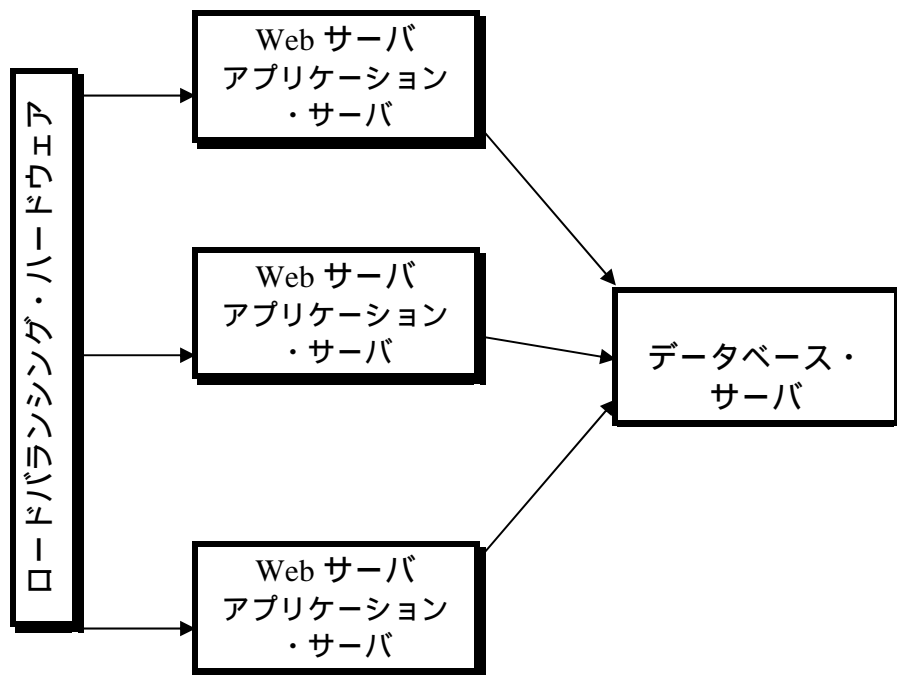 ロードバランシング・ハードウェア
Web サーバ
アプリケーション
・サーバ
Web サーバ
アプリケーション
・サーバ
Web サーバ
アプリケーション
・サーバ
データベース・
サーバ